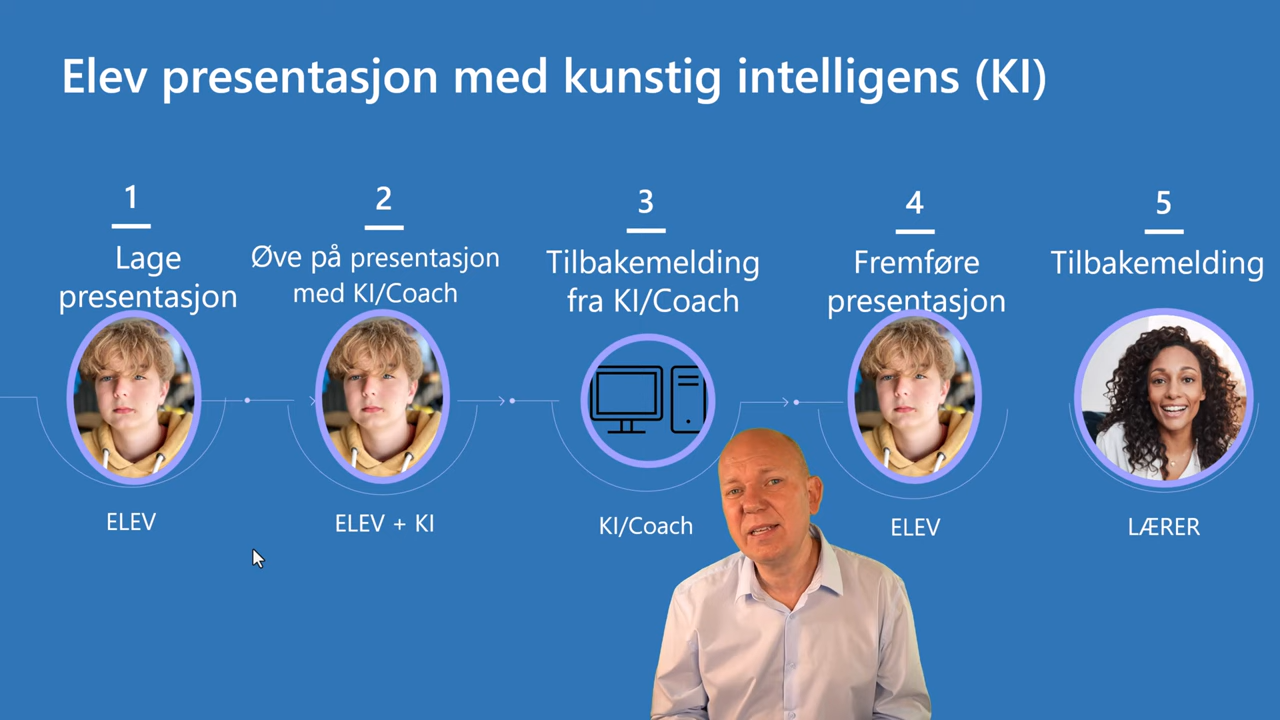 Elev presentasjon med kunstig intelligens (KI)
1
Lage
presentasjon
ELEV
2
Øve på presentasjon
med KI/Coach
ELEV + KI
3
Tilbakemelding
fra KI/Coach
KI/Coach
4
Fremføre
presentasjon
ELEV
5
Tilbakemelding
LÆRER